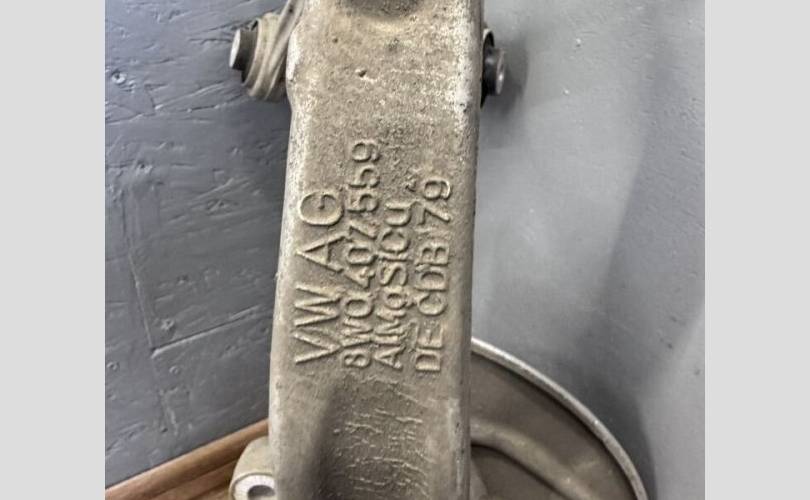 VW AG
8W0 407 559
AlMgSiCu
DE CDB 79